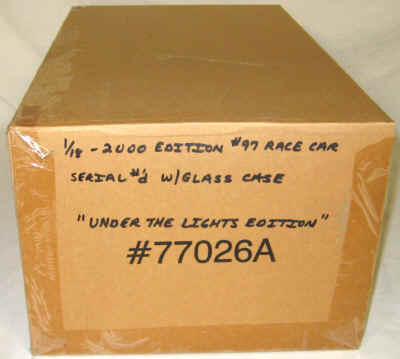 1/18 - 2000 EDITION #97 RACE CAR
SERIAL #'d W/GLASS CASE
"UNDER THE LIGHTS EDITION"
#77026A